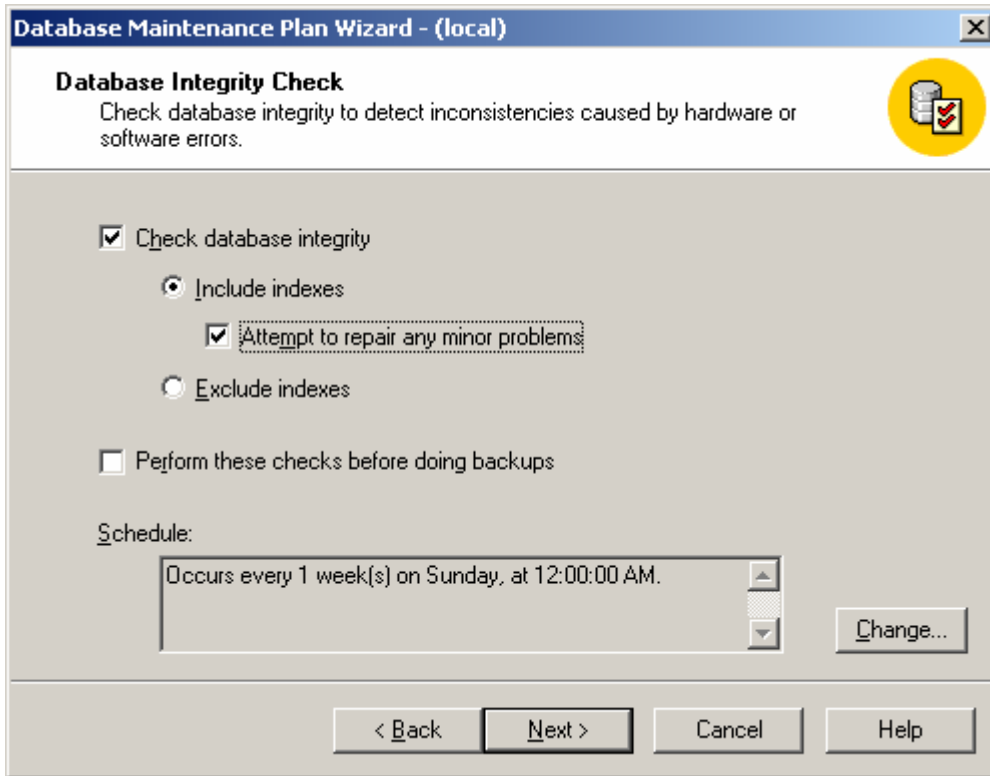 Database Maintenance Plan Wizard - (local)
Database Integrity Check
Check database integrity to detect inconsistencies caused by hardware or
software errors.
Check database integrity
Include indexes
Attempt to repair any minor problems
Exclude indexes
Perform these checks before doing backups
Schedule:
Occurs every 1 week(s) on Sunday, at 12:00:00 AM.
Change...
< Back Next > Cancel Help